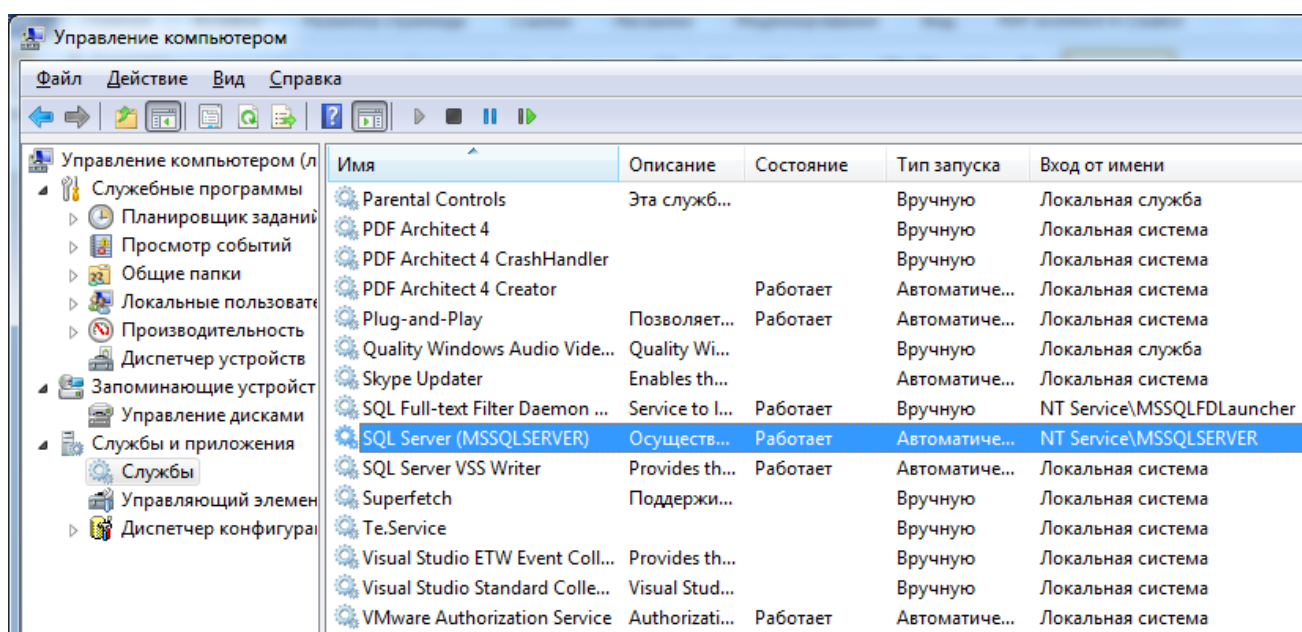 Управление компьютером
Файл Действие Вид Справка
Управление компьютером (л
Служебные программы
Планировщик заданий
Просмотр событий
Общие папки
Локальные пользовате
Производительность
Диспетчер устройств
Запоминающие устройст
Управление дисками
Службы и приложения
Службы
Управляющий элемен
Диспетчер конфигура
Имя Описание Состояние Тип запуска Вход от имени
Parental Controls Эта служб... Вручную Локальная служба
PDF Architect 4 Вручную Локальная система
PDF Architect 4 CrashHandler Вручную Локальная система
PDF Architect 4 Creator Работает Автоматиче... Локальная система
Plug-and-Play Позволяет... Работает Автоматиче... Локальная система
Quality Windows Audio Vide... Quality Wi... Вручную Локальная служба
Skype Updater Enables th... Автоматиче... Локальная система
SQL Full-text Filter Daemon ... Service to l... Работает Вручную NT Service\MSSQLFDLauncher
SQL Server (MSSQLSERVER) Осуществ... Работает Автоматиче... NT Service\MSSQLSERVER
SQL Server VSS Writer Provides th... Работает Автоматиче... Локальная система
Superfetch Поддержи... Вручную Локальная система
Te.Service Вручную Локальная система
Visual Studio ETW Event Coll... Provides th... Вручную Локальная система
Visual Studio Standard Colle... Visual Stud... Вручную Локальная система
VMware Authorization Service Authorizati... Работает Автоматиче... Локальная система